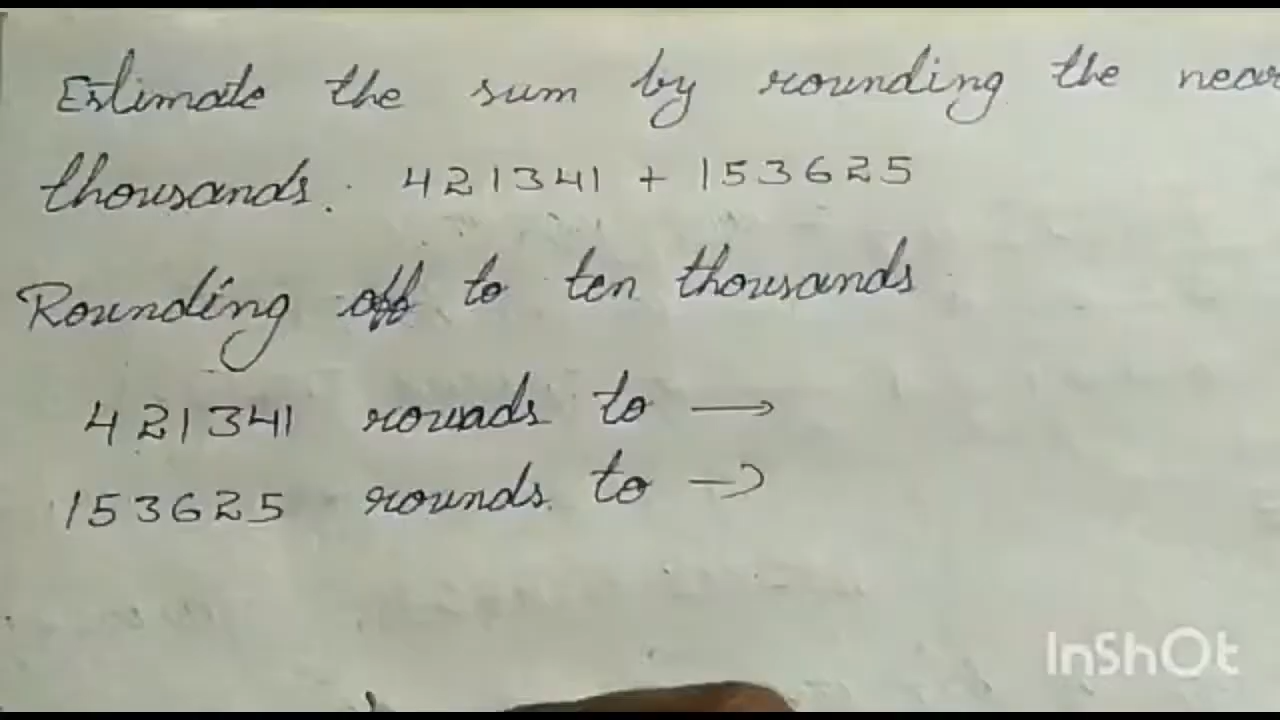 Estimate the sum by rounding the near
thousands. 421341 + 153625
Rounding off to ten thousands
421341 rounds to →
153625 rounds to →
InShOt